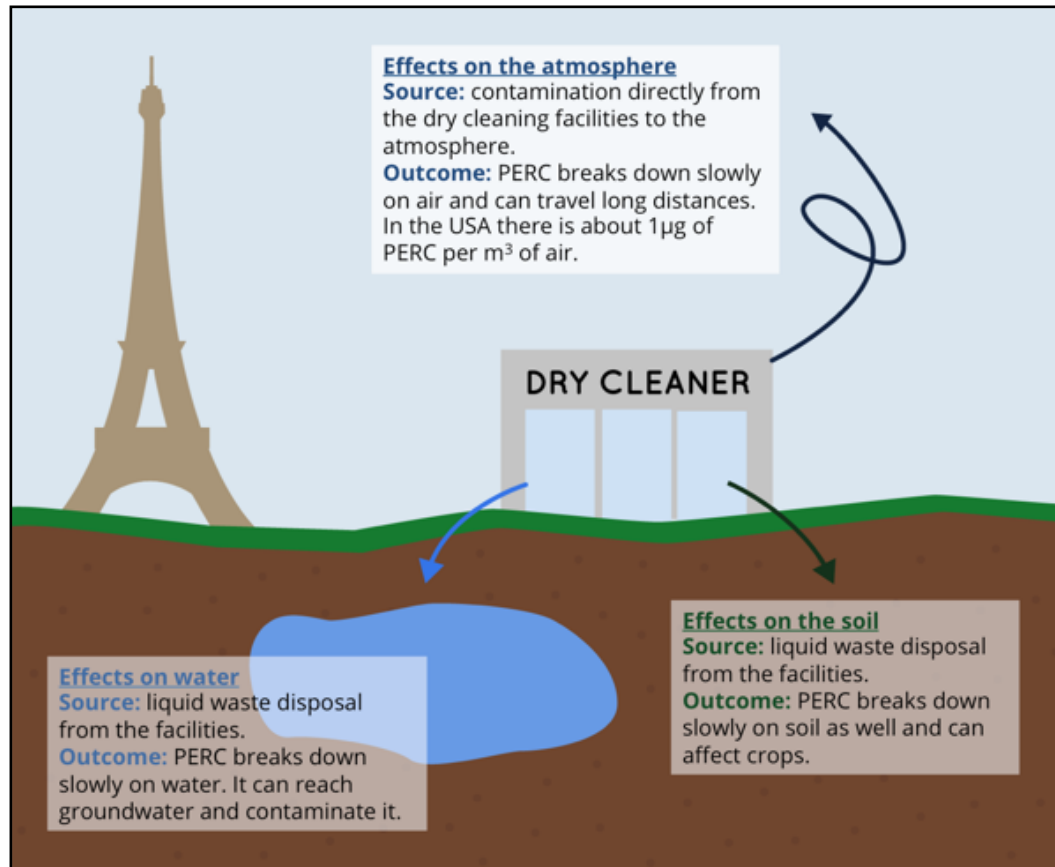 Effects on the atmosphere
Source: contamination directly from
the dry cleaning facilities to the
atmosphere.
Outcome: PERC breaks down slowly
on air and can travel long distances.
In the USA there is about 1µg of
PERC per m³ of air.
DRY CLEANER
Effects on water
Source: liquid waste disposal
from the facilities.
Outcome: PERC breaks down
slowly on water. It can reach
groundwater and contaminate it.
Effects on the soil
Source: liquid waste disposal
from the facilities.
Outcome: PERC breaks down
slowly on soil as well and can
affect crops.